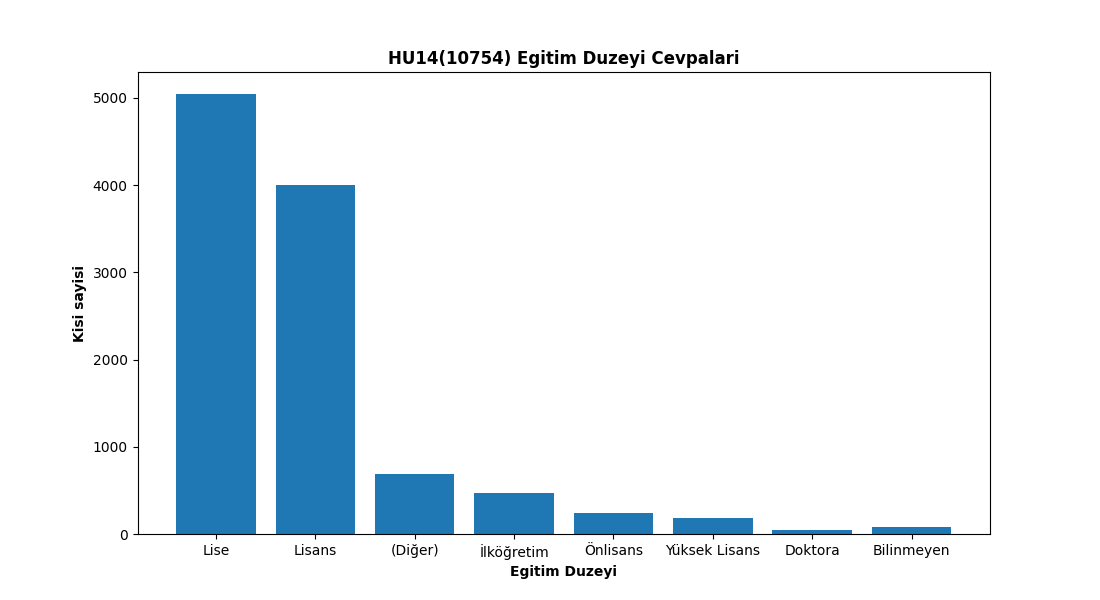 HU14(10754) Egitim Duzeyi Cevpalari
5000
4000
3000
2000
1000
0
Kisi sayisi
Lise Lisans (Diğer) İlköğretim Önlisans Yüksek Lisans Doktora Bilinmeyen
Egitim Duzeyi